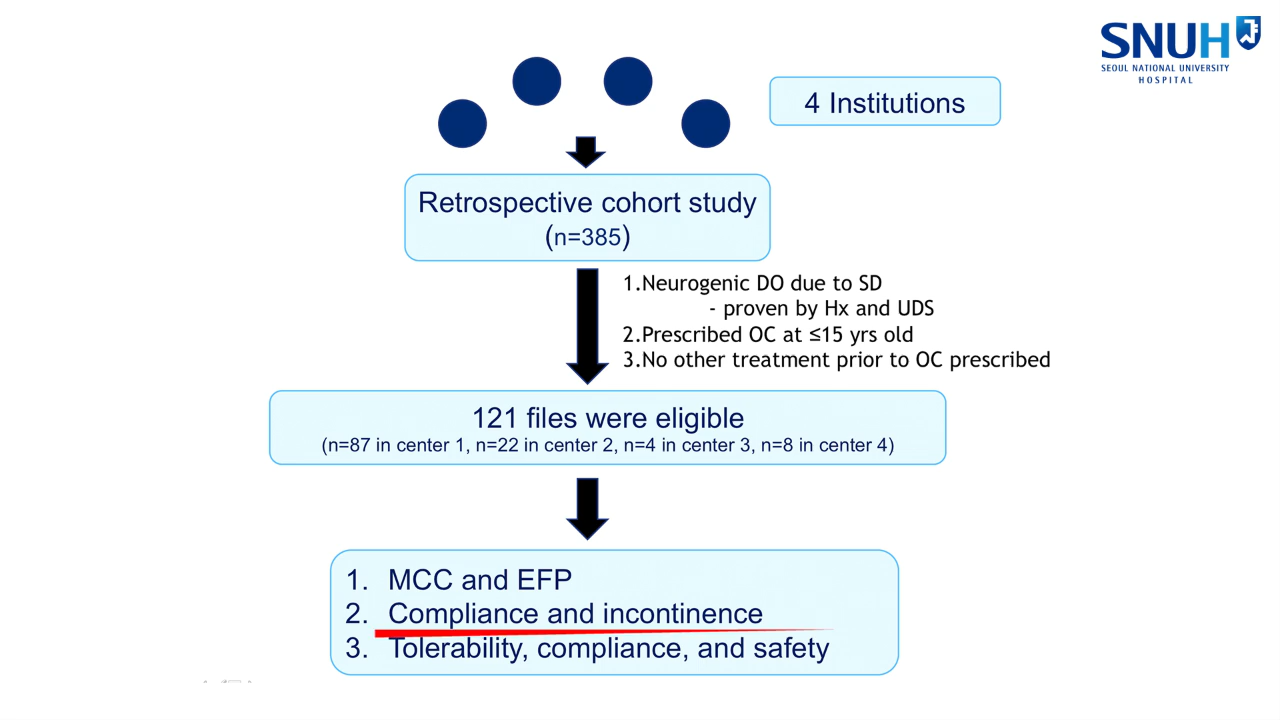 SNUH
SEOUL NATIONAL UNIVERSITY
HOSPITAL
4 Institutions
Retrospective cohort study
(n=385)
1.Neurogenic DO due to SD
- proven by Hx and UDS
2.Prescribed OC at ≤15 yrs old
3.No other treatment prior to OC prescribed
121 files were eligible
(n=87 in center 1, n=22 in center 2, n=4 in center 3, n=8 in center 4)
1. MCC and EFP
2. Compliance and incontinence
3. Tolerability, compliance, and safety